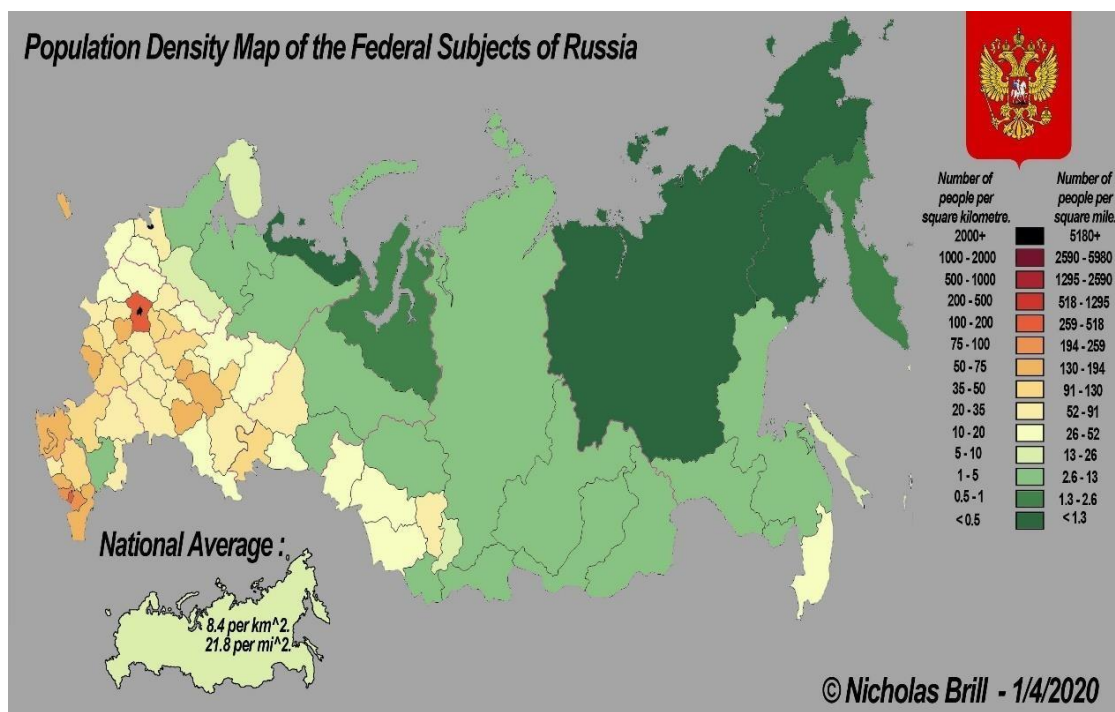 Population Density Map of the Federal Subjects of Russia
Number of
people per
square kilometre.
Number of
people per
square mile.
2000+ 5180+
1000 - 2000 2590 - 5980
500 - 1000 1295 - 2590
200 - 500 518 - 1295
100 - 200 259 - 518
75 - 100 194 - 259
50 - 75 130 - 194
35 - 50 91 - 130
20 - 35 52 - 91
10 - 20 26 - 52
5 - 10 13 - 26
1 - 5 2.6 - 13
0.5 - 1 1.3 - 2.6
< 0.5 < 1.3
National Average :
8.4 per km^2.
21.8 per mi^2.
© Nicholas Brill - 1/4/2020